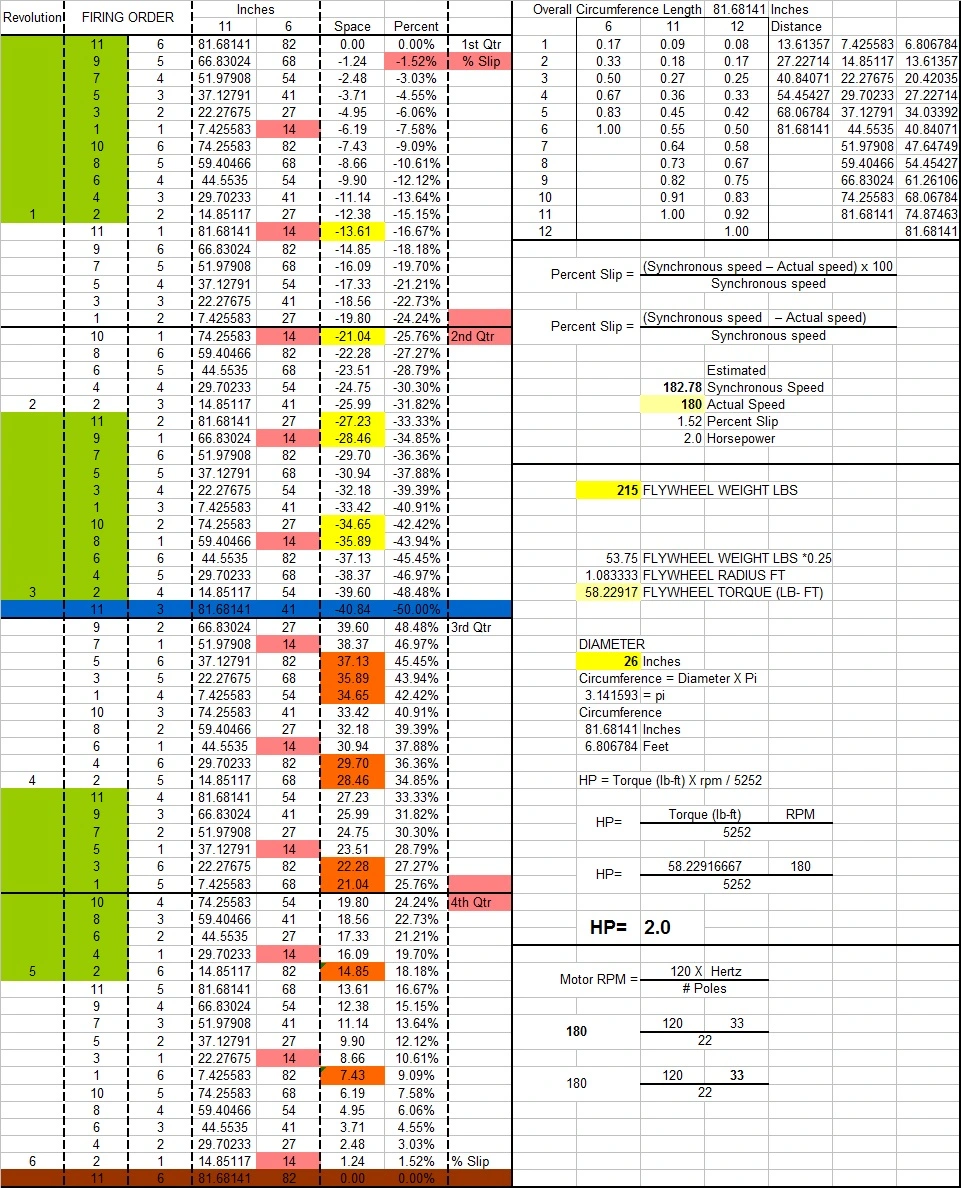 Inches Overall Circumference Length 81.68141 Inches
Revolution FIRING ORDER 11 6 Space Percent 6 11 12 Distance
11 6 81.68141 82 0.00 0.00% 1st Qtr 1 0.17 0.09 0.08 13.61357 7.425583 6.806784
9 5 66.83024 68 -1.24 -1.52% % Slip 2 0.33 0.18 0.17 27.22714 14.85117 13.61357
7 4 51.97908 54 -2.48 -3.03% 3 0.50 0.27 0.25 40.84071 22.27675 20.42035
5 3 37.12791 41 -3.71 -4.55% 4 0.67 0.36 0.33 54.45427 29.70233 27.22714
3 2 22.27675 27 -4.95 -6.06% 5 0.83 0.45 0.42 68.06784 37.12791 34.03392
1 1 7.425583 14 -6.19 -7.58% 6 1.00 0.55 0.50 81.68141 44.5535 40.84071
10 6 74.25583 82 -7.43 -9.09% 7 0.64 0.58 51.97908 47.64749
8 5 59.40466 68 -8.66 -10.61% 8 0.73 0.67 59.40466 54.45427
6 4 44.5535 54 -9.90 -12.12% 9 0.82 0.75 66.83024 61.26106
4 3 29.70233 41 -11.14 -13.64% 10 0.91 0.83 74.25583 68.06784
1 2 2 14.85117 27 -12.38 -15.15% 11 1.00 0.92 81.68141 74.87463
11 1 81.68141 14 -13.61 -16.67% 12 1.00 81.68141
9 6 66.83024 82 -14.85 -18.18%
7 5 51.97908 68 -16.09 -19.70% Percent Slip = (Synchronous speed – Actual speed) x 100
5 4 37.12791 54 -17.33 -21.21% Synchronous speed
3 3 22.27675 41 -18.56 -22.73%
1 2 7.425583 27 -19.80 -24.24% Percent Slip = (Synchronous speed – Actual speed)
10 1 74.25583 14 -21.04 -25.76% 2nd Qtr Synchronous speed
8 6 59.40466 82 -22.28 -27.27%
6 5 44.5535 68 -23.51 -28.79% Estimated
4 4 29.70233 54 -24.75 -30.30% 182.78 Synchronous Speed
2 2 3 14.85117 41 -25.99 -31.82% 180 Actual Speed
11 2 81.68141 27 -27.23 -33.33% 1.52 Percent Slip
9 1 66.83024 14 -28.46 -34.85% 2.0 Horsepower
7 6 51.97908 82 -29.70 -36.36%
5 5 37.12791 68 -30.94 -37.88%
3 4 22.27675 54 -32.18 -39.39% 215 FLYWHEEL WEIGHT LBS
1 3 7.425583 41 -33.42 -40.91%
10 2 74.25583 27 -34.65 -42.42%
8 1 59.40466 14 -35.89 -43.94%
6 6 44.5535 82 -37.13 -45.45% 53.75 FLYWHEEL WEIGHT LBS *0.25
4 5 29.70233 68 -38.37 -46.97% 1.083333 FLYWHEEL RADIUS FT
3 2 4 14.85117 54 -39.60 -48.48% 58.22917 FLYWHEEL TORQUE (LB- FT)
11 3 81.68141 41 -40.84 -50.00%
9 2 66.83024 27 39.60 48.48% 3rd Qtr
7 1 51.97908 14 38.37 46.97% DIAMETER
5 6 37.12791 82 37.13 45.45% 26 Inches
3 5 22.27675 68 35.89 43.94% Circumference = Diameter X Pi
1 4 7.425583 54 34.65 42.42% 3.141593 = pi
10 3 74.25583 41 33.42 40.91% Circumference
8 2 59.40466 27 32.18 39.39% 81.68141 Inches
6 1 44.5535 14 30.94 37.88% 6.806784 Feet
4 6 29.70233 82 29.70 36.36%
4 2 5 14.85117 68 28.46 34.85% HP = Torque (lb-ft) X rpm / 5252
11 4 81.68141 54 27.23 33.33%
9 3 66.83024 41 25.99 31.82% HP= Torque (lb-ft) RPM
7 2 51.97908 27 24.75 30.30% 5252
5 1 37.12791 14 23.51 28.79%
3 6 22.27675 82 22.28 27.27% HP= 58.22916667 180
1 5 7.425583 68 21.04 25.76% 5252
10 4 74.25583 54 19.80 24.24% 4th Qtr
8 3 59.40466 41 18.56 22.73% HP= 2.0
6 2 44.5535 27 17.33 21.21%
4 1 29.70233 14 16.09 19.70%
5 2 6 14.85117 82 14.85 18.18% Motor RPM = 120 X Hertz
11 5 81.68141 68 13.61 16.67% # Poles
9 4 66.83024 54 12.38 15.15%
7 3 51.97908 41 11.14 13.64% 180 120 33
5 2 37.12791 27 9.90 12.12% 22
3 1 22.27675 14 8.66 10.61%
1 6 7.425583 82 7.43 9.09% 180 120 33
10 5 74.25583 68 6.19 7.58% 22
8 4 59.40466 54 4.95 6.06%
6 3 44.5535 41 3.71 4.55%
4 2 29.70233 27 2.48 3.03%
6 2 1 14.85117 14 1.24 1.52% % Slip
11 6 81.68141 82 0.00 0.00%